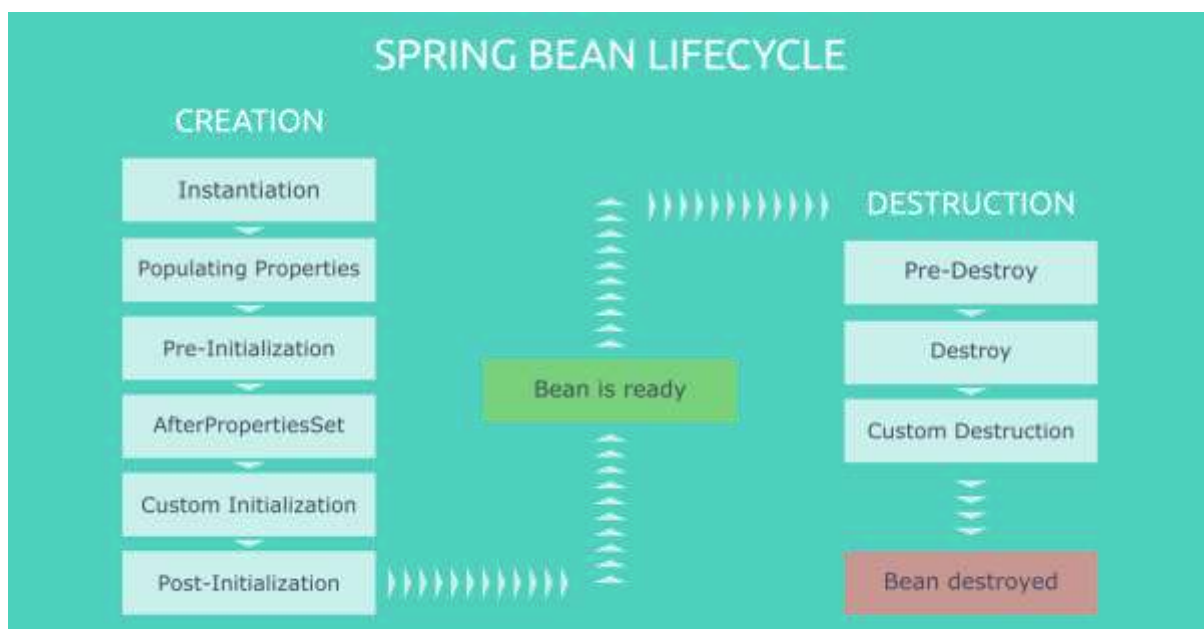 SPRING BEAN LIFECYCLE
CREATION
Instantiation
Populating Properties
Pre-Initialization
AfterPropertiesSet
Custom Initialization
Post-Initialization
Bean is ready
DESTRUCTION
Pre-Destroy
Destroy
Custom Destruction
Bean destroyed